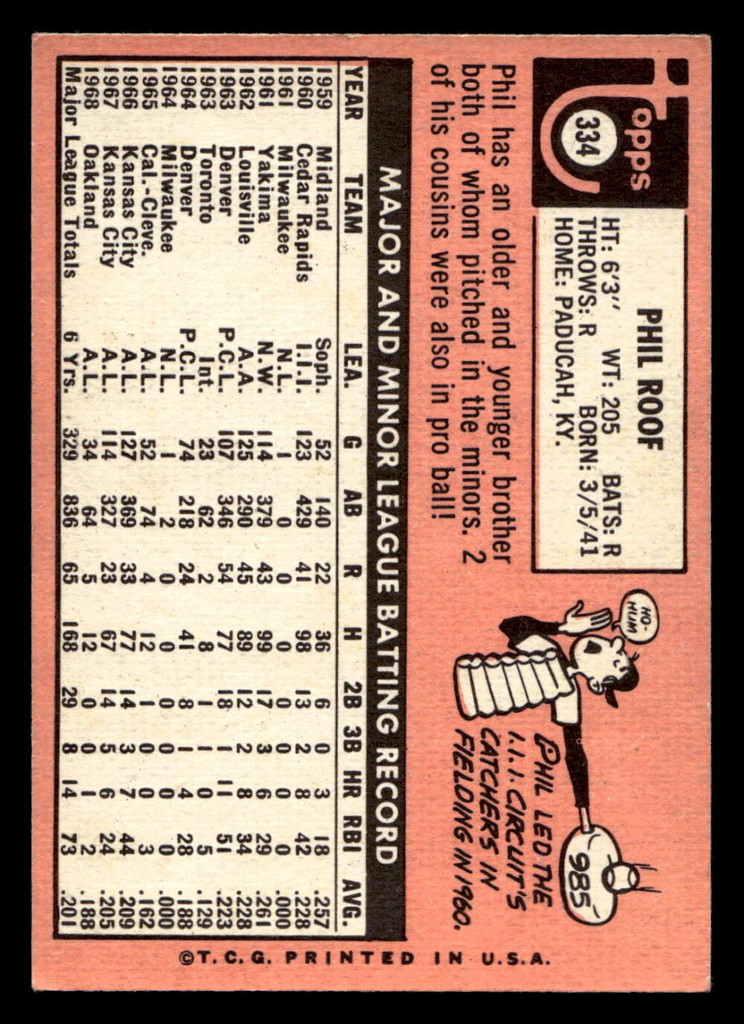 Topps
334
PHIL ROOF
HT: 6'3" WT: 205 BATS: R
THROWS: R BORN: 3/5/41
HOME: PADUCAH, KY.
Phil has an older and younger brother
both of whom pitched in the minors. 2
of his cousins were also in pro ball!
HO-
HUM
985
PHIL LED THE
I.I.I. CIRCUIT'S
CATCHERS IN
FIELDING IN 1960.
MAJOR AND MINOR LEAGUE BATTING RECORD
YEAR TEAM LEA. G AB R H 2B 3B HR RBI AVG.
1959 Midland Soph. 52 140 22 36 6 0 3 18 .257
1960 Cedar Rapids I.I.I. 123 429 41 98 13 2 8 42 .228
1961 Milwaukee N.L. 1 0 0 0 0 0 0 0 .000
1961 Yakima N.W. 114 379 43 99 17 3 6 29 .261
1962 Louisville A.A. 125 290 45 89 12 2 8 34 .228
1963 Denver P.C.L. 107 346 54 77 18 1 11 51 .223
1963 Toronto Int. 23 62 2 8 1 1 0 5 .129
1964 Denver P.C.L. 74 218 24 41 8 1 4 28 .188
1964 Milwaukee N.L. 1 2 0 0 0 0 0 0 .000
1965 Cal.-Cleve. A.L. 52 74 4 12 1 0 0 3 .162
1966 Kansas City A.L. 127 369 33 77 14 3 7 44 .209
1967 Kansas City A.L. 114 327 23 67 14 5 6 24 .205
1968 Oakland A.L. 34 64 5 12 0 0 1 2 .188
Major League Totals 6 Yrs. 329 836 65 168 29 8 14 73 .201
©T.C.G. PRINTED IN U.S.A.